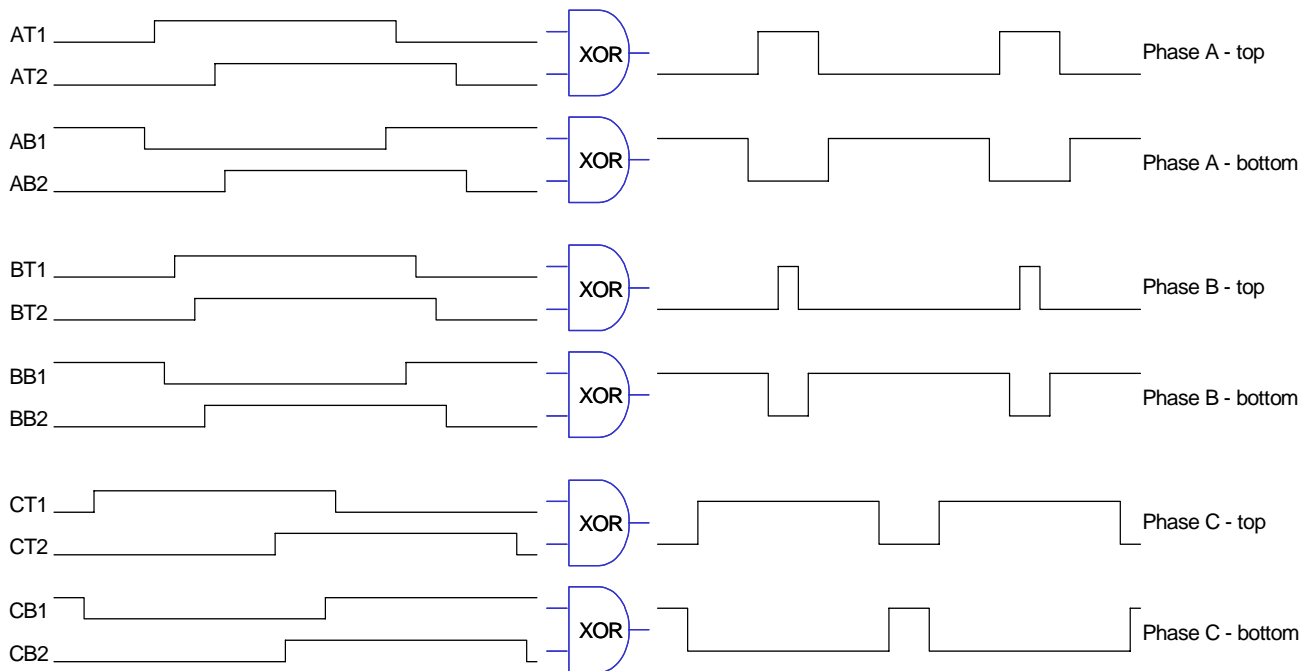 AT1
XOR
Phase A - top
AT2
AB1
XOR
Phase A - bottom
AB2
BT1
XOR
Phase B - top
BT2
BB1
XOR
Phase B - bottom
BB2
CT1
XOR
Phase C - top
CT2
CB1
XOR
Phase C - bottom
CB2